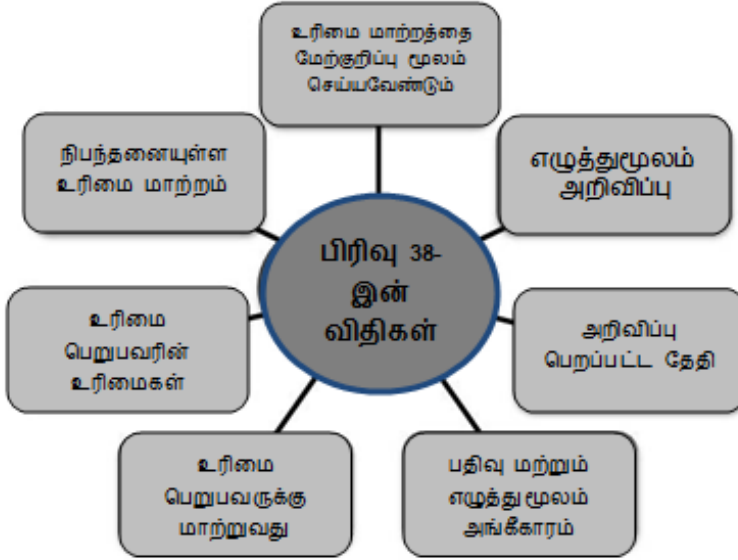 உரிமை மாற்றத்தை
மேற்குறிப்பு மூலம்
செய்யவேண்டும்
நிபந்தனையுள்ள
உரிமை மாற்றம்
எழுத்துமூலம்
அறிவிப்பு
பிரிவு 38-
இன்
விதிகள்
உரிமை
பெறுபவரின்
உரிமைகள்
அறிவிப்பு
பெறப்பட்ட தேதி
உரிமை
பெறுபவருக்கு
மாற்றுவது
பதிவு மற்றும்
எழுத்து மூலம்
அங்கீகாரம்